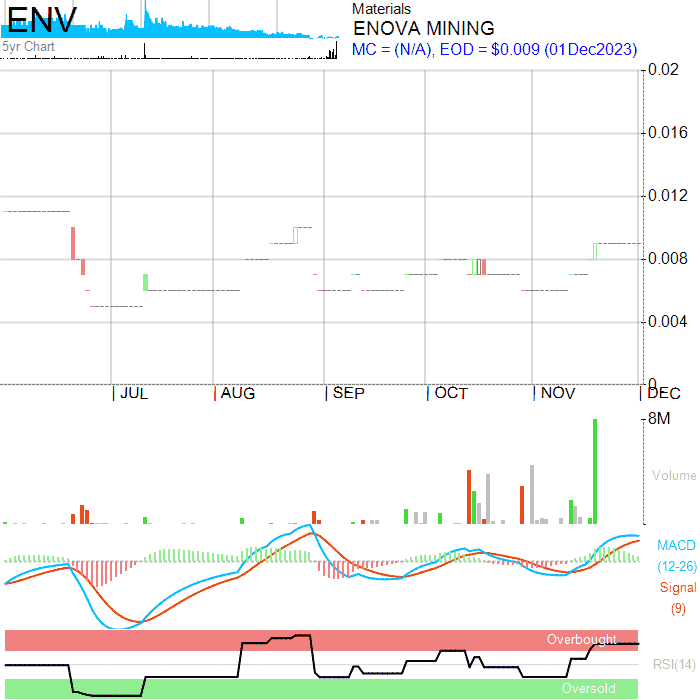 ENV
5yr Chart
Materials
ENOVA MINING
MC = (N/A), EOD = $0.009 (01Dec2023)
0.02
0.016
0.012
0.008
0.004
0
JUL AUG SEP OCT NOV DEC
8M
Volume
MACD
(12-26)
Signal
(9)
Overbought
RSI(14)
Oversold